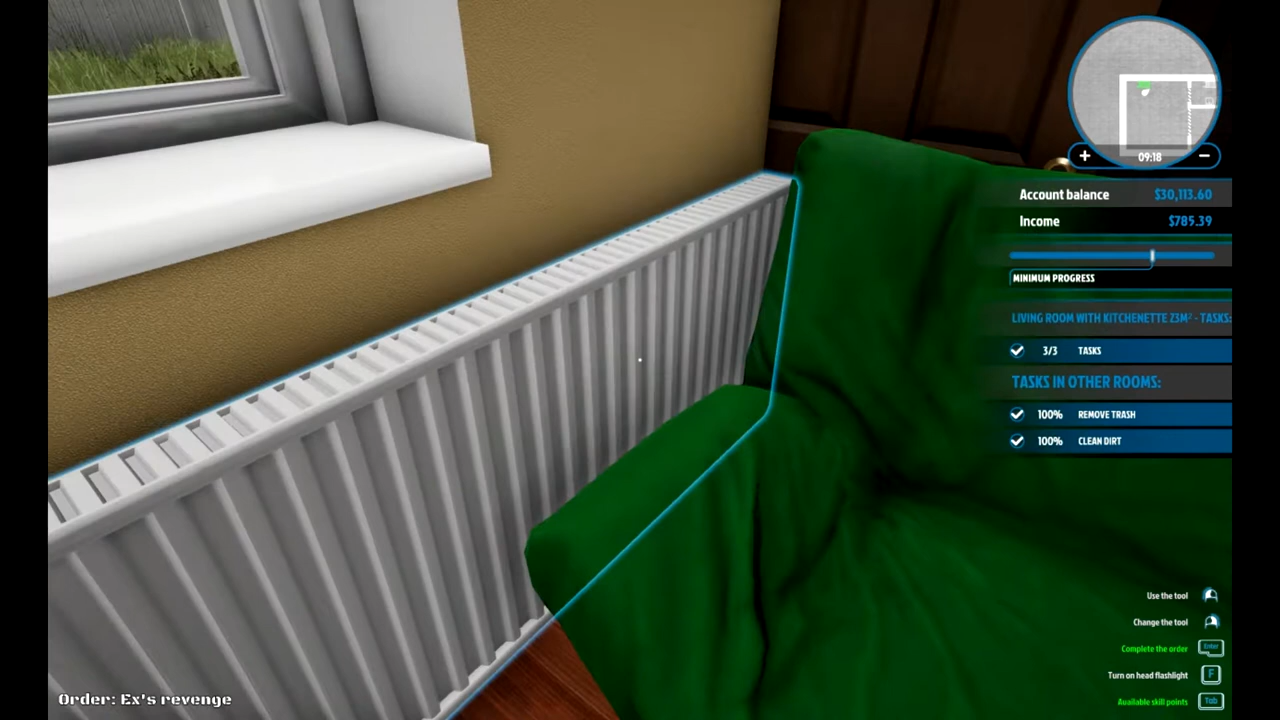 + 09:18 −
Account balance $30,113.60
Income $785.39
MINIMUM PROGRESS
LIVING ROOM WITH KITCHENETTE 23M² - TASKS:
3/3 TASKS
TASKS IN OTHER ROOMS:
100% REMOVE TRASH
100% CLEAN DIRT
Use the tool
Change the tool
Complete the order Enter
Turn on head flashlight F
Available skill points Tab
Order: Ex's revenge